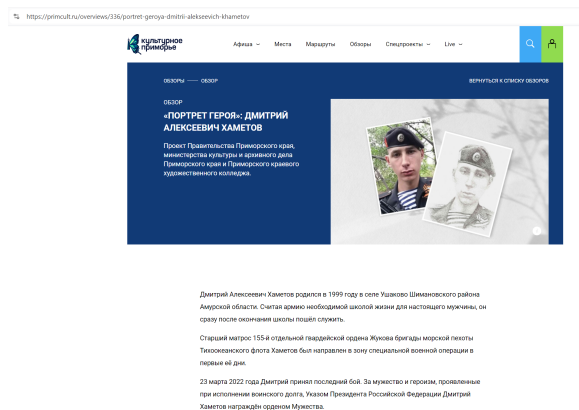 https://primcult.ru/overviews/336/portret-geroya-dmitrii-alekseevich-khametov
культурное
приморье
Афиша
Места
Маршруты
Обзоры
Спецпроекты
Live
ОБЗОРЫ — ОБЗОР
ВЕРНУТЬСЯ К СПИСКУ ОБЗОРОВ
ОБЗОР
«ПОРТРЕТ ГЕРОЯ»: ДМИТРИЙ
АЛЕКСЕЕВИЧ ХАМЕТОВ
Проект Правительства Приморского края,
министерства культуры и архивного дела
Приморского края и Приморского краевого
художественного колледжа.
Дмитрий Алексеевич Хаметов родился в 1999 году в селе Ушаково Шимановского района
Амурской области. Считая армию необходимой школой жизни для настоящего мужчины, он
сразу после окончания школы пошёл служить.
Старший матрос 155-й отдельной гвардейской ордена Жукова бригады морской пехоты
Тихоокеанского флота Хаметов был направлен в зону специальной военной операции в
первые её дни.
23 марта 2022 года Дмитрий принял последний бой. За мужество и героизм, проявленные
при исполнении воинского долга, Указом Президента Российской Федерации Дмитрий
Хаметов награждён орденом Мужества.